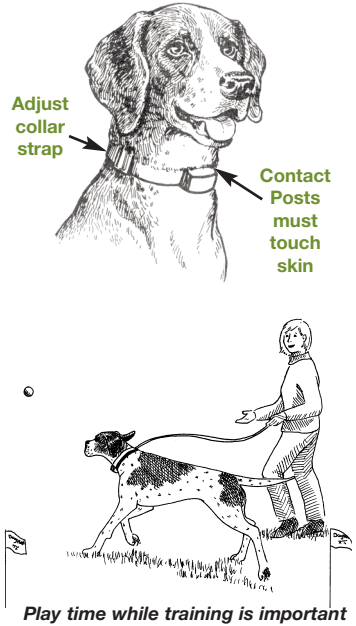 Adjust
collar
strap
Contact
Posts
must
touch
skin
Play time while training is important